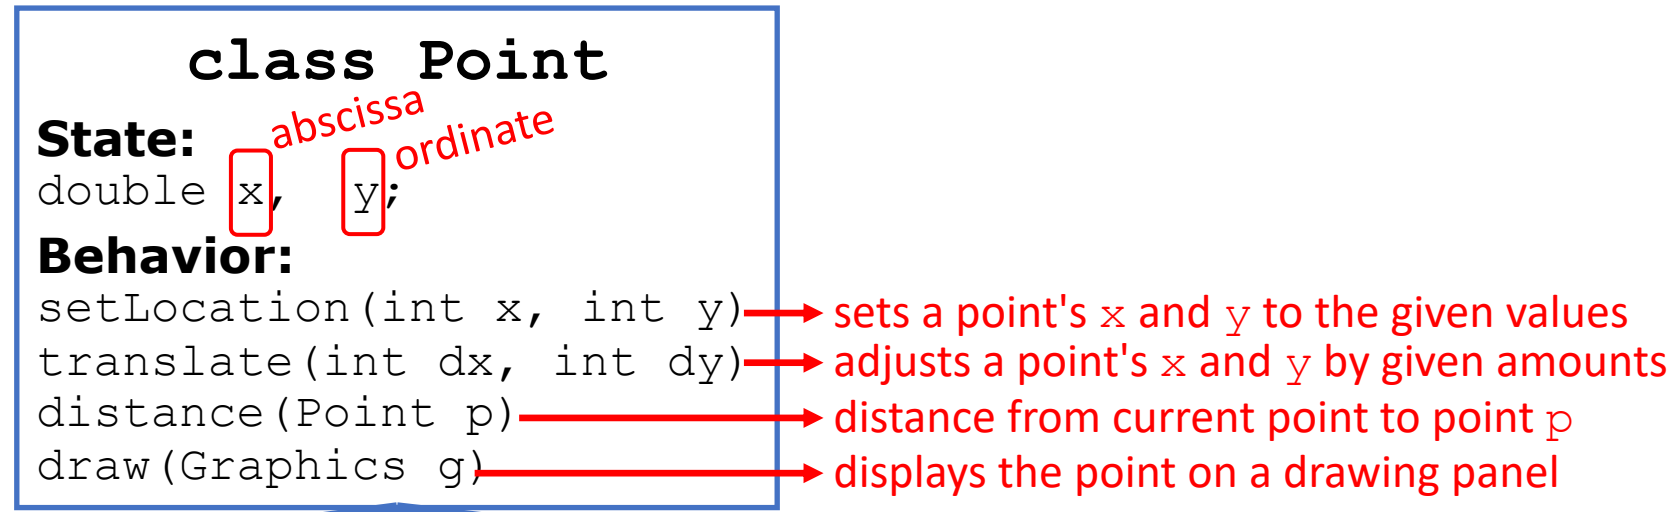 class Point
abscissa
State:
ordinate
double x, y;
Behavior:
setLocation(int x, int y) sets a point's x and y to the given values
translate(int dx, int dy) adjusts a point's x and y by given amounts
distance(Point p) distance from current point to point p
draw(Graphics g) displays the point on a drawing panel